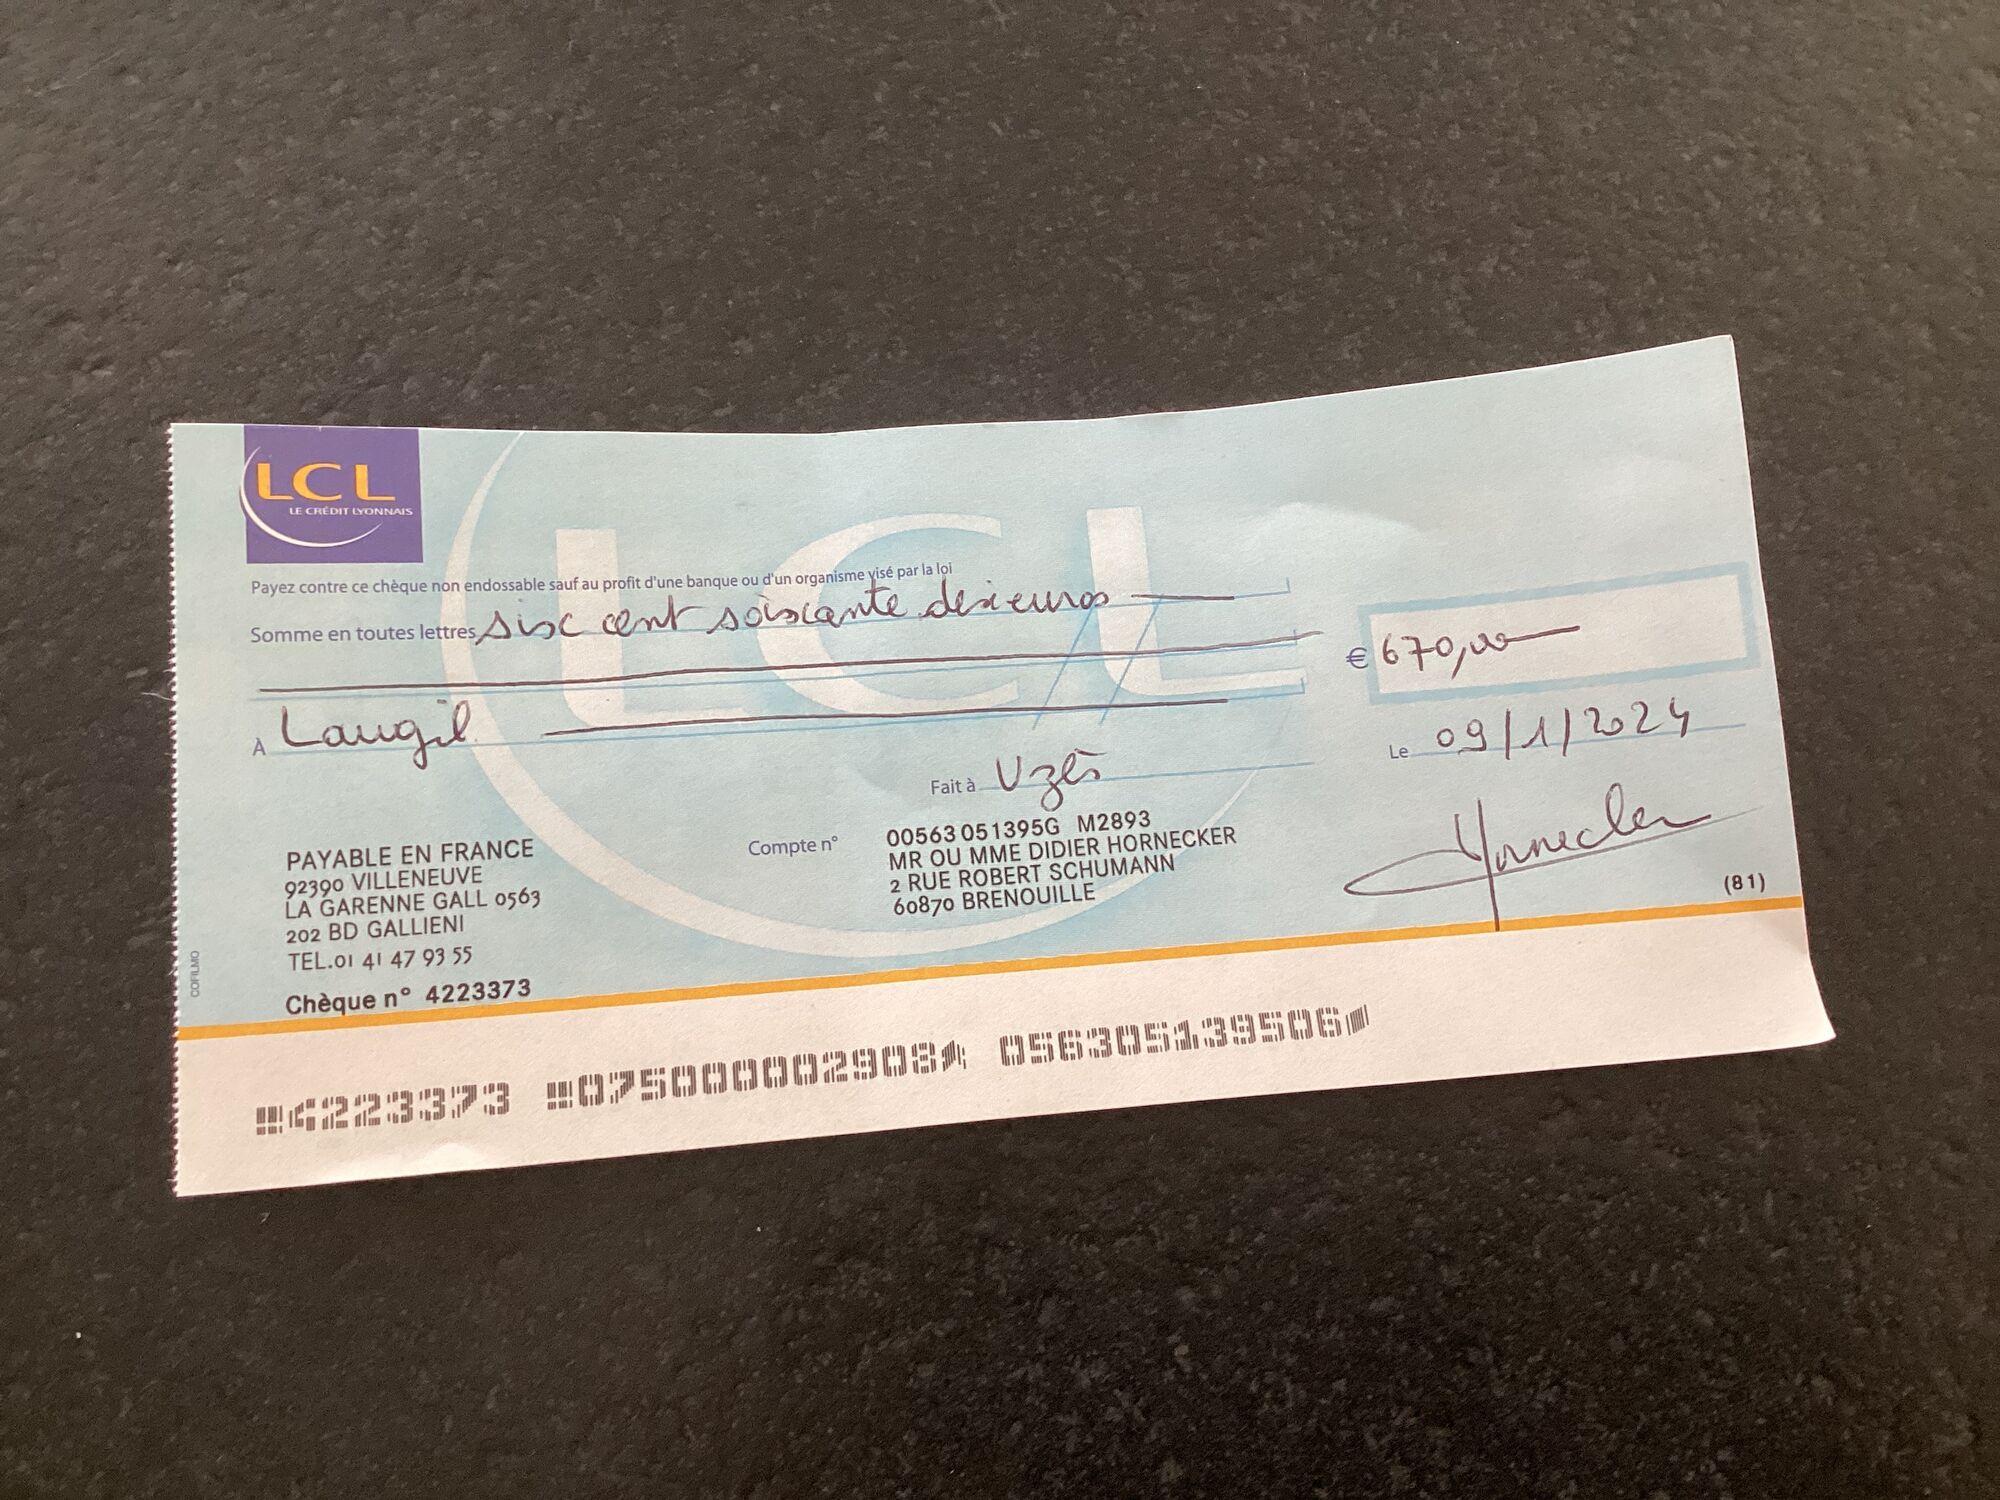 LCL
LE CRÉDIT LYONNAIS
Payez contre ce chèque non endossable sauf au profit d'une banque ou d'un organisme visé par la loi
Somme en toutes lettres sisc cent soiscante dix euros
€ 670,00
À Laugil
Le 09/1/2024
Fait à Uzès
Compte n° 00563 051395G M2893
MR OU MME DIDIER HORNECKER
2 RUE ROBERT SCHUMANN
60870 BRENOUILLE
Hornecker
(81)
PAYABLE EN FRANCE
92390 VILLENEUVE
LA GARENNE GALL 0563
202 BD GALLIENI
TEL.01 41 47 93 55
Chèque n° 4223373
COFILMO
4223373 0750000002908 056305139506